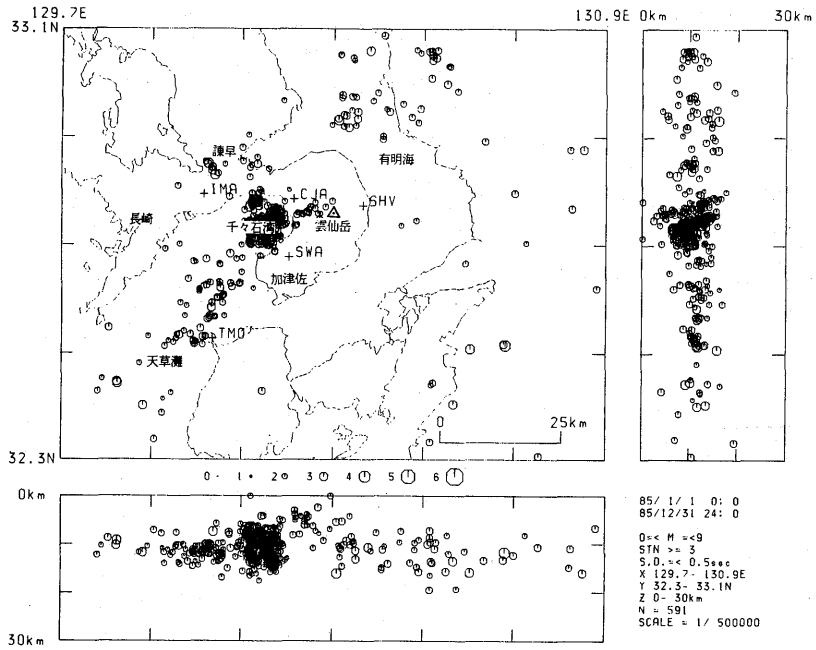 129.7E
33.1N
130.9E 0km 30km
諫早
有明海
+IMA
+CJA
+SHV
長崎
千々石湾
雲仙岳
+SWA
加津佐
+TMO
天草灘
0 25km
32.3N
0 1 2 3 4 5 6
0km
30km
85/ 1/ 1 0: 0
85/12/31 24: 0
0=< M =<9
STN >= 3
S.D.=< 0.5sec
X 129.7- 130.9E
Y 32.3- 33.1N
Z 0- 30km
N = 591
SCALE = 1/ 500000